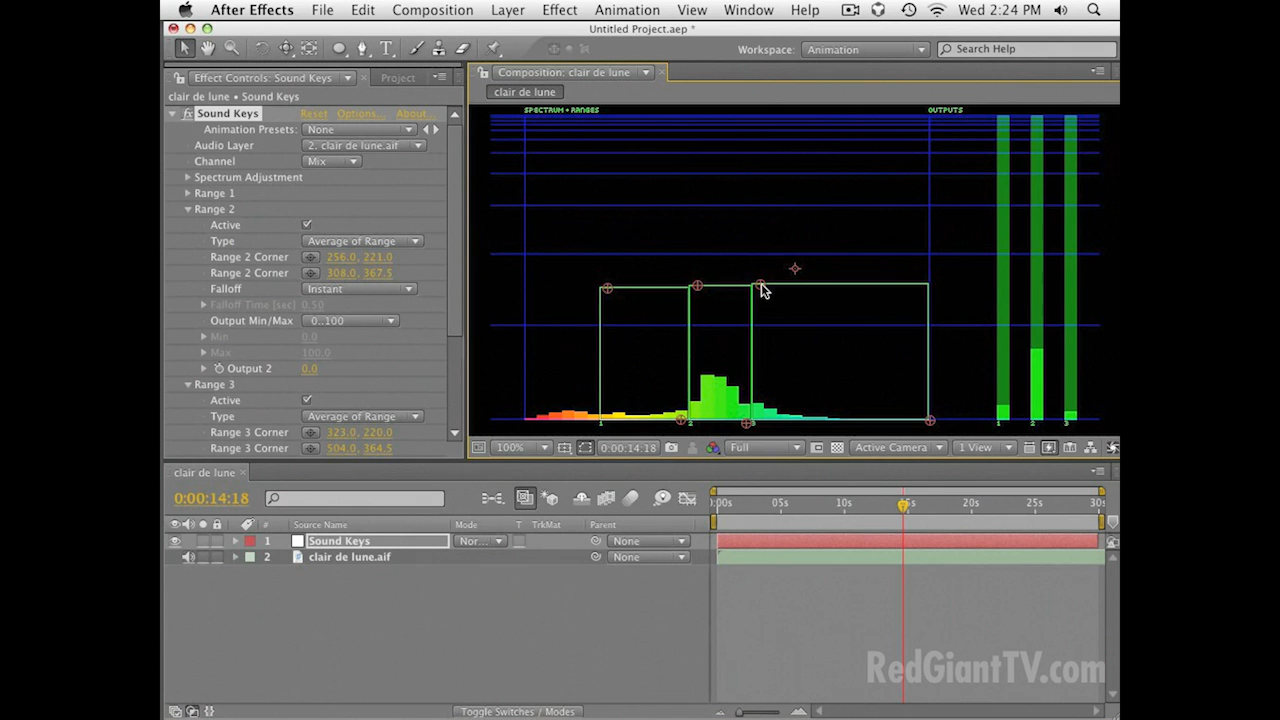 After Effects File Edit Composition Layer Effect Animation View Window Help Wed 2:24 PM
Untitled Project.aep *
Workspace: Animation Search Help
Effect Controls: Sound Keys Project
clair de lune • Sound Keys
fx Sound Keys Reset Options... About...
Animation Presets: None
Audio Layer 2. clair de lune.aif
Channel Mix
Spectrum Adjustment
Range 1
Range 2
Active
Type Average of Range
Range 2 Corner 256.0, 221.0
Range 2 Corner 308.0, 367.5
Falloff Instant
Falloff Time [sec] 0.50
Output Min/Max 0..100
Min 0.0
Max 100.0
Output 2 0.0
Range 3
Active
Type Average of Range
Range 3 Corner 323.0, 220.0
Range 3 Corner 504.0, 364.5
Composition: clair de lune
clair de lune
SPECTRUM + RANGES OUTPUTS
1 2 3 1 2 3
100% 0:00:14:18 Full Active Camera 1 View
clair de lune
0:00:14:18
):00s 05s 10s 5s 20s 25s 30s
# Source Name Mode T TrkMat Parent
1 Sound Keys Nor... None
2 clair de lune.aif None
RedGiantTV.com
Toggle Switches / Modes